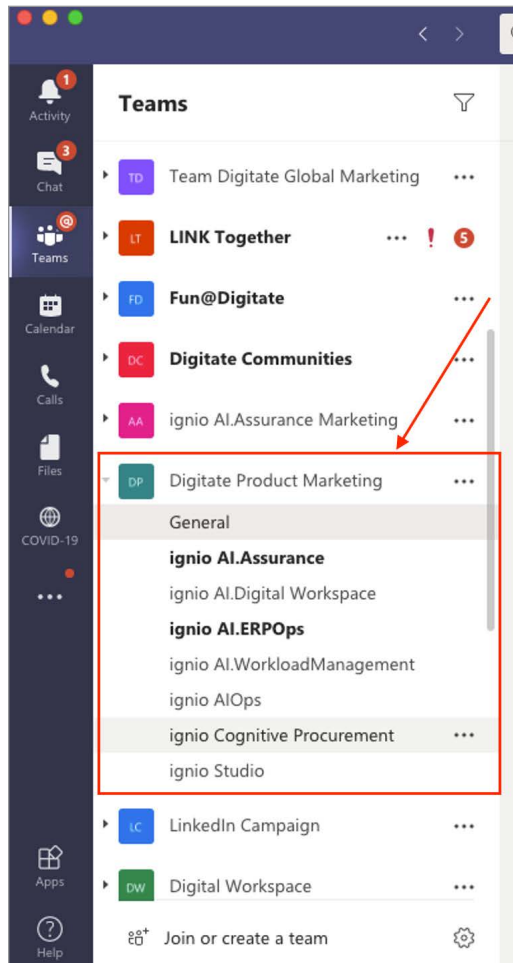 1
Activity
3
Chat
@
Teams
Calendar
Calls
Files
COVID-19
Apps
Help
Teams
TD Team Digitate Global Marketing
LT LINK Together ! 5
FD Fun@Digitate
DC Digitate Communities
AA ignio AI.Assurance Marketing
DP Digitate Product Marketing
General
ignio AI.Assurance
ignio AI.Digital Workspace
ignio AI.ERPOps
ignio AI.WorkloadManagement
ignio AIOps
ignio Cognitive Procurement
ignio Studio
LC LinkedIn Campaign
DW Digital Workspace
Join or create a team